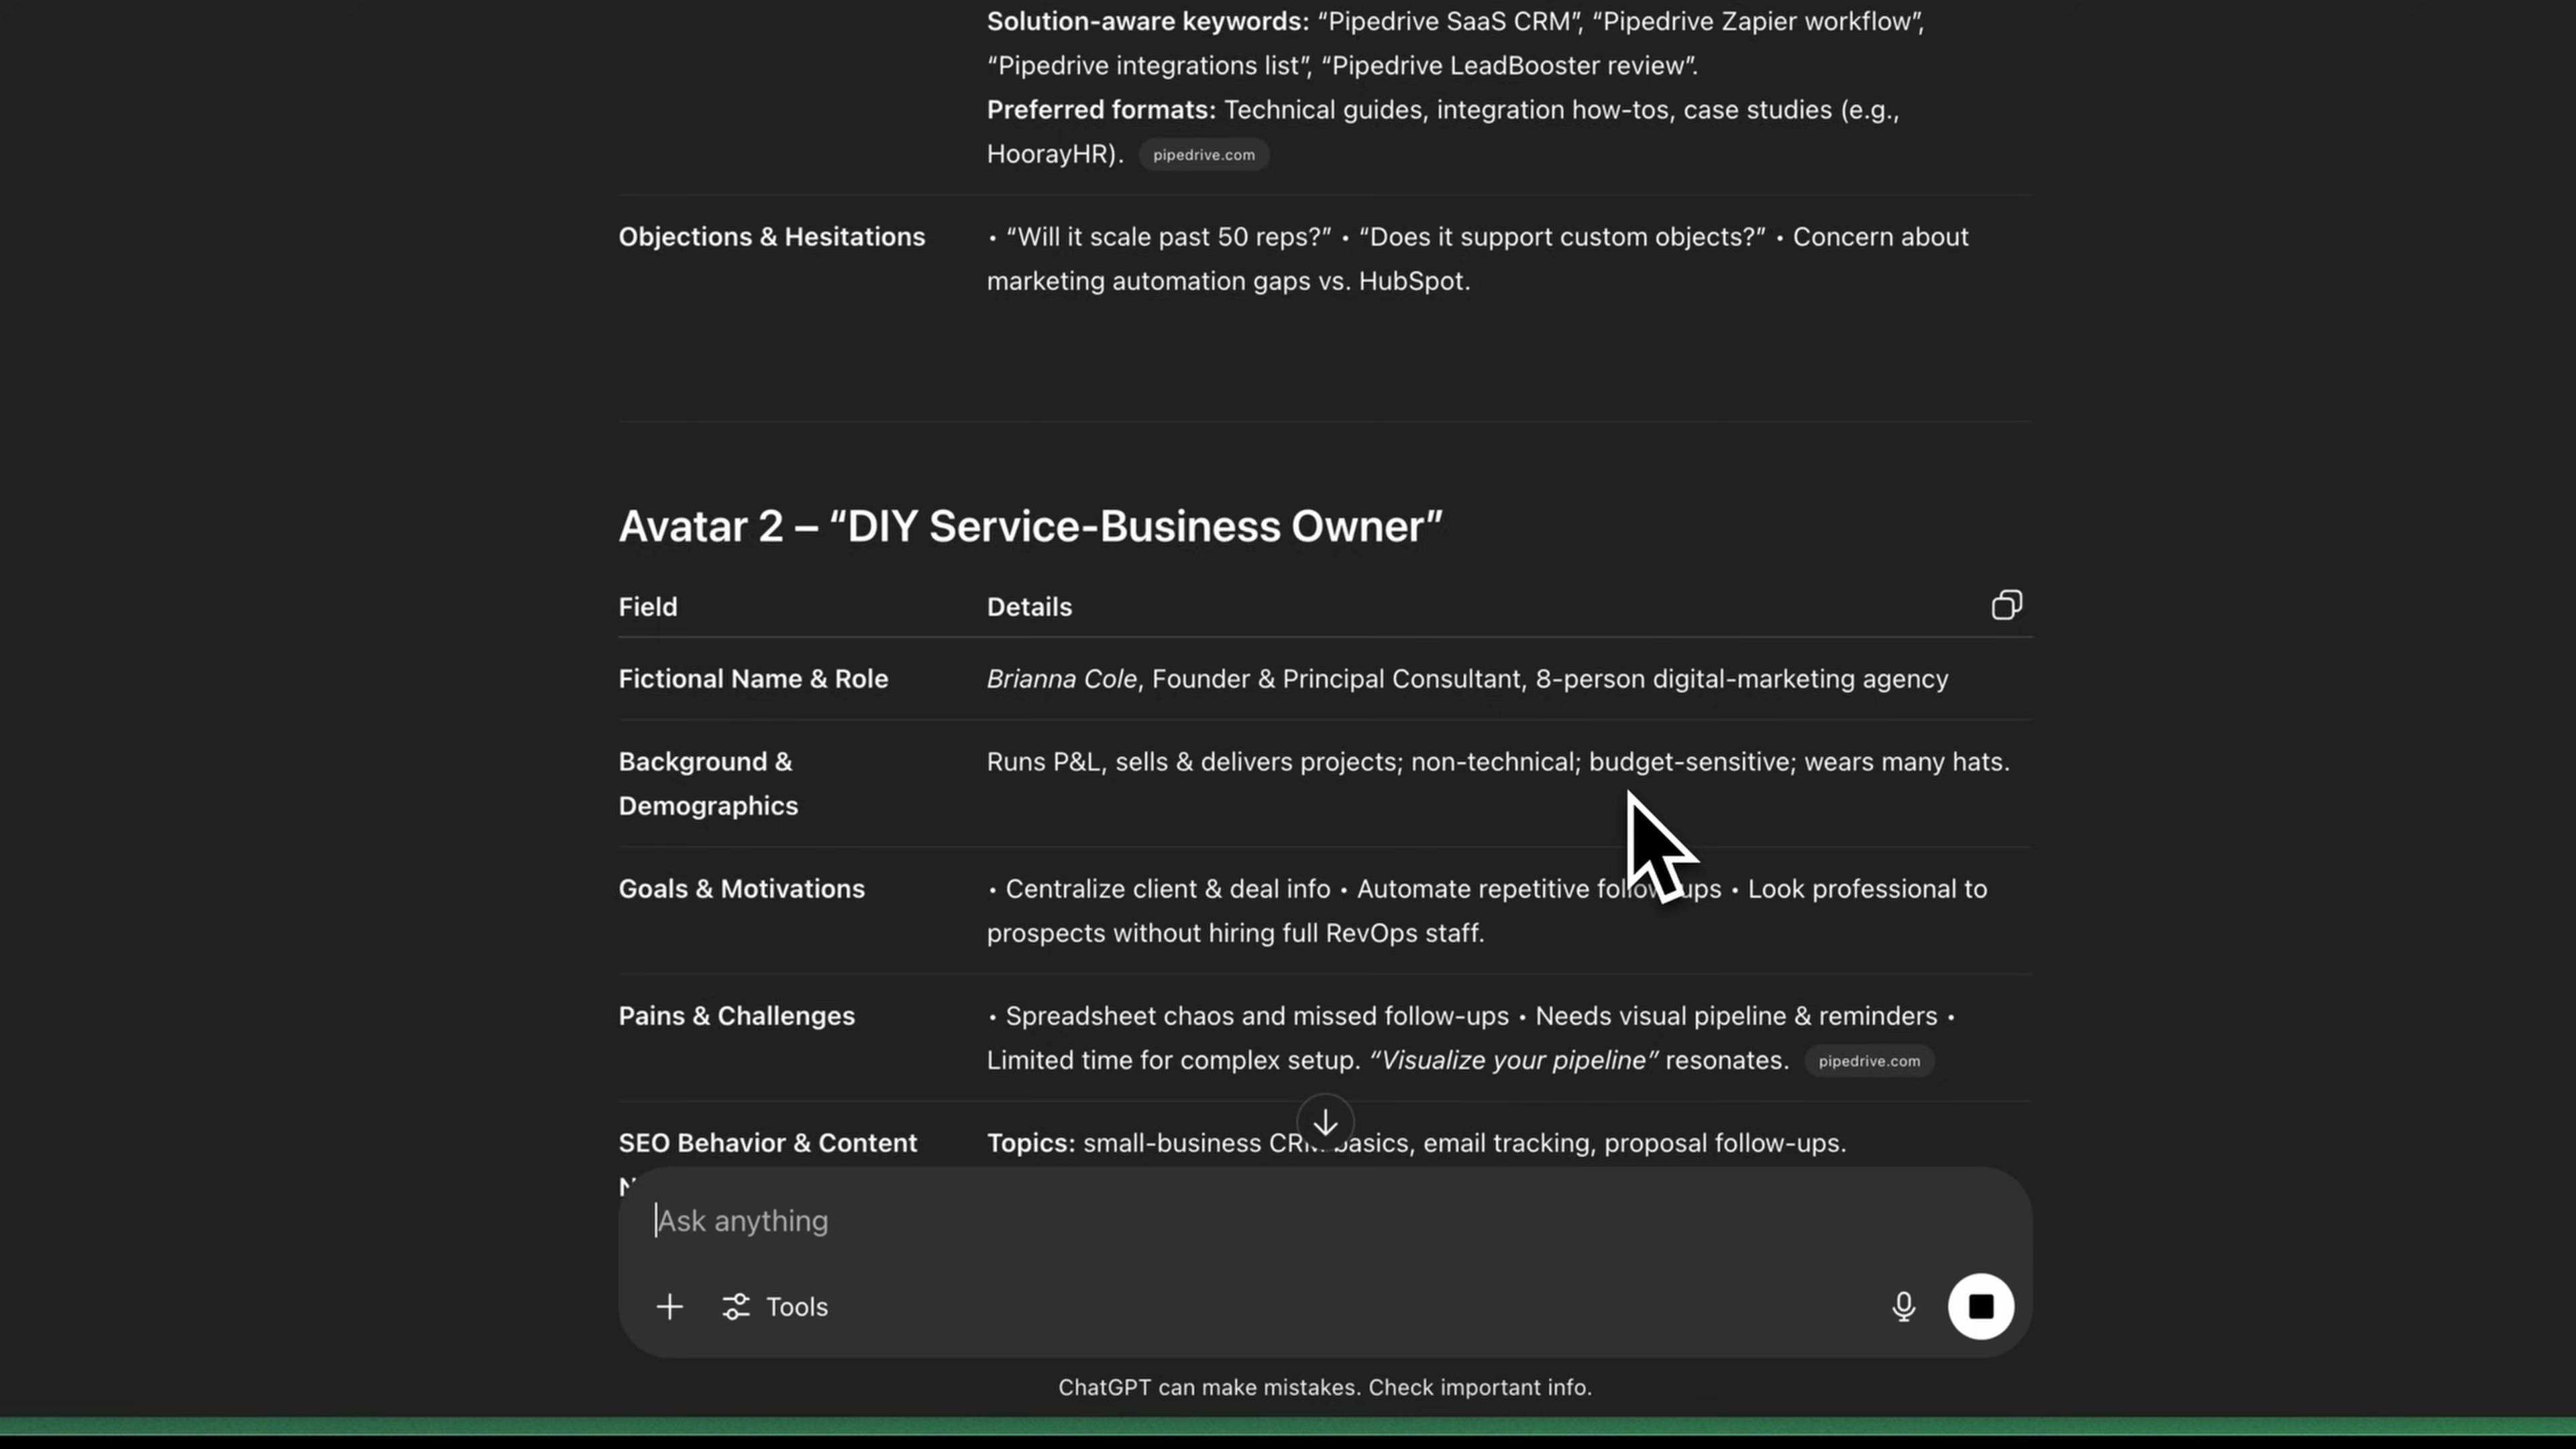 Solution-aware keywords: “Pipedrive SaaS CRM”, “Pipedrive Zapier workflow”,
“Pipedrive integrations list”, “Pipedrive LeadBooster review”.
Preferred formats: Technical guides, integration how-tos, case studies (e.g.,
HoorayHR). pipedrive.com
Objections & Hesitations • “Will it scale past 50 reps?” • “Does it support custom objects?” • Concern about
marketing automation gaps vs. HubSpot.
Avatar 2 – “DIY Service-Business Owner”
Field Details
Fictional Name & Role Brianna Cole, Founder & Principal Consultant, 8-person digital-marketing agency
Background & Runs P&L, sells & delivers projects; non-technical; budget-sensitive; wears many hats.
Demographics
Goals & Motivations • Centralize client & deal info • Automate repetitive follow-ups • Look professional to
prospects without hiring full RevOps staff.
Pains & Challenges • Spreadsheet chaos and missed follow-ups • Needs visual pipeline & reminders •
Limited time for complex setup. “Visualize your pipeline” resonates. pipedrive.com
SEO Behavior & Content Topics: small-business CRM basics, email tracking, proposal follow-ups.
Ask anything
Tools
ChatGPT can make mistakes. Check important info.